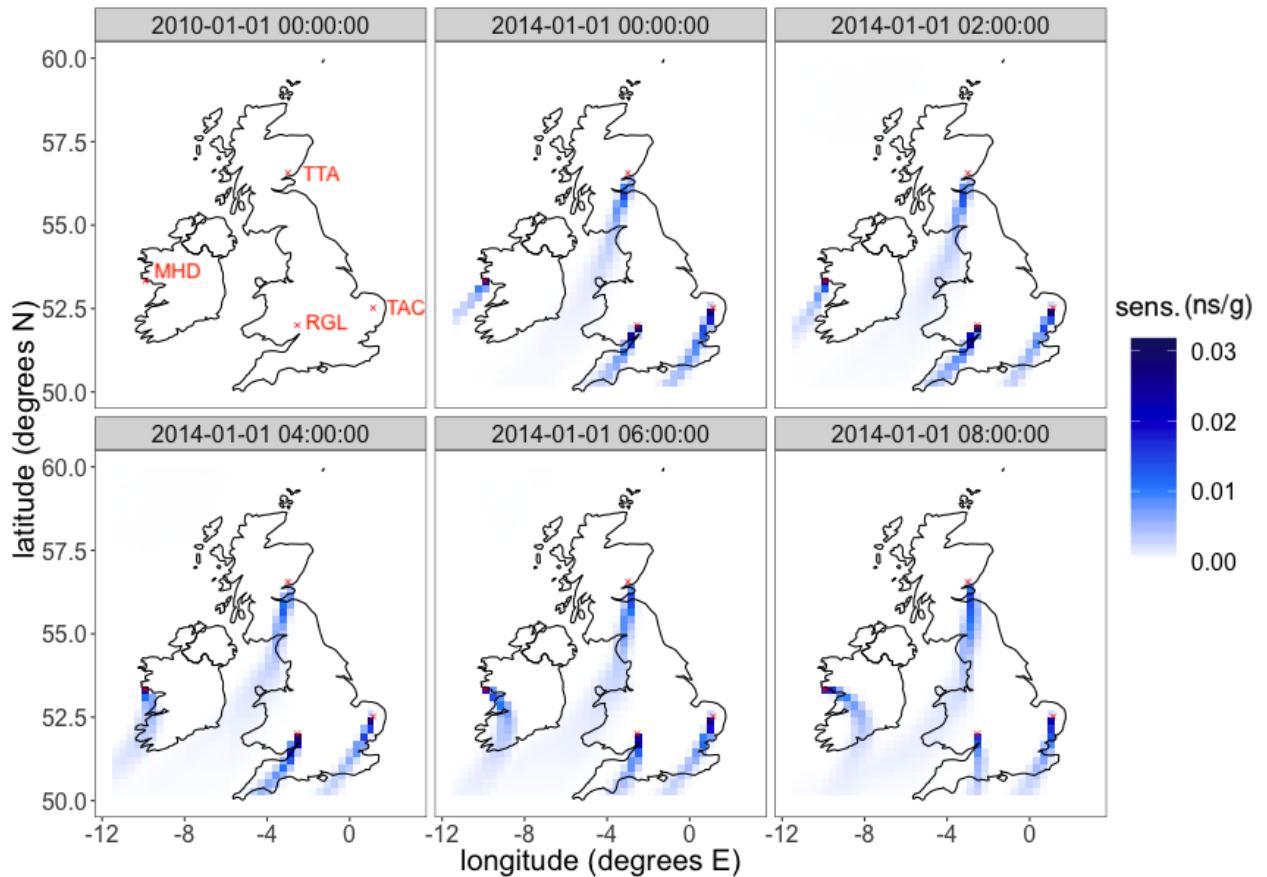 2010-01-01 00:00:00
2014-01-01 00:00:00
2014-01-01 02:00:00
60.0
57.5
55.0
52.5
50.0
TTA
MHD
TAC
RGL
2014-01-01 04:00:00
2014-01-01 06:00:00
2014-01-01 08:00:00
60.0
57.5
55.0
52.5
50.0
-12 -8 -4 0
-12 -8 -4 0
-12 -8 -4 0
latitude (degrees N)
longitude (degrees E)
sens. (ns/g)
0.03
0.02
0.01
0.00